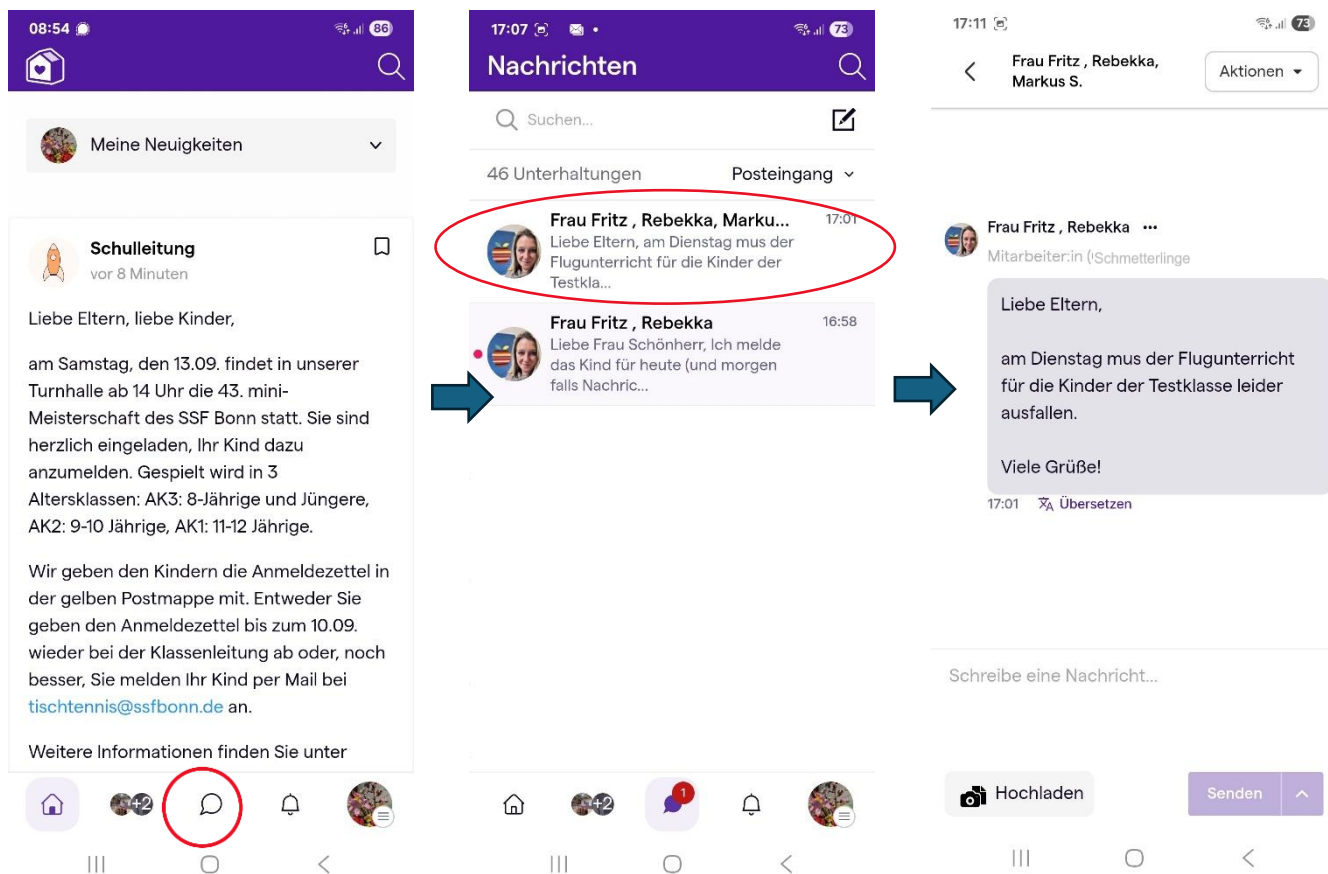 08:54
86
Meine Neuigkeiten
Schulleitung
vor 8 Minuten
Liebe Eltern, liebe Kinder,
am Samstag, den 13.09. findet in unserer
Turnhalle ab 14 Uhr die 43. mini-
Meisterschaft des SSF Bonn statt. Sie sind
herzlich eingeladen, Ihr Kind dazu
anzumelden. Gespielt wird in 3
Altersklassen: AK3: 8-Jährige und Jüngere,
AK2: 9-10 Jährige, AK1: 11-12 Jährige.
Wir geben den Kindern die Anmeldezettel in
der gelben Postmappe mit. Entweder Sie
geben den Anmeldezettel bis zum 10.09.
wieder bei der Klassenleitung ab oder, noch
besser, Sie melden Ihr Kind per Mail bei
tischtennis@ssfbonn.de an.
Weitere Informationen finden Sie unter
+2
17:07
73
Nachrichten
Suchen...
46 Unterhaltungen
Posteingang
Frau Fritz , Rebekka, Marku...
17:01
Liebe Eltern, am Dienstag mus der
Flugunterricht für die Kinder der
Testkla...
Frau Fritz , Rebekka
16:58
Liebe Frau Schönherr, Ich melde
das Kind für heute (und morgen
falls Nachric...
+2
1
17:11
73
Frau Fritz , Rebekka,
Markus S.
Aktionen
Frau Fritz , Rebekka ...
Mitarbeiter:in ('Schmetterlinge
Liebe Eltern,
am Dienstag mus der Flugunterricht
für die Kinder der Testklasse leider
ausfallen.
Viele Grüße!
17:01
Übersetzen
Schreibe eine Nachricht...
Hochladen
Senden